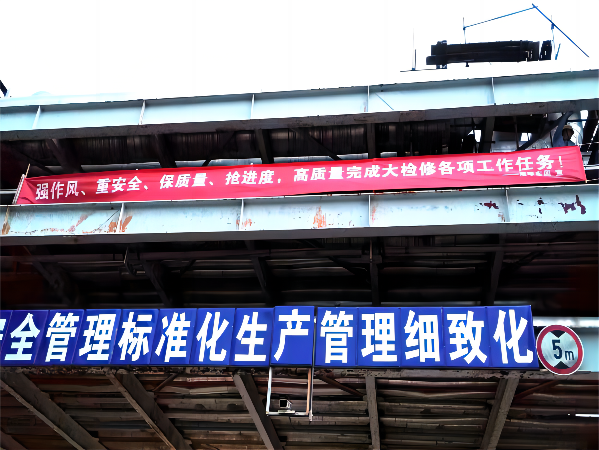 强作风、重安全、保质量、抢进度，高质量完成大检修各项工作任务！
全管理标准化生产管理细致化
5m